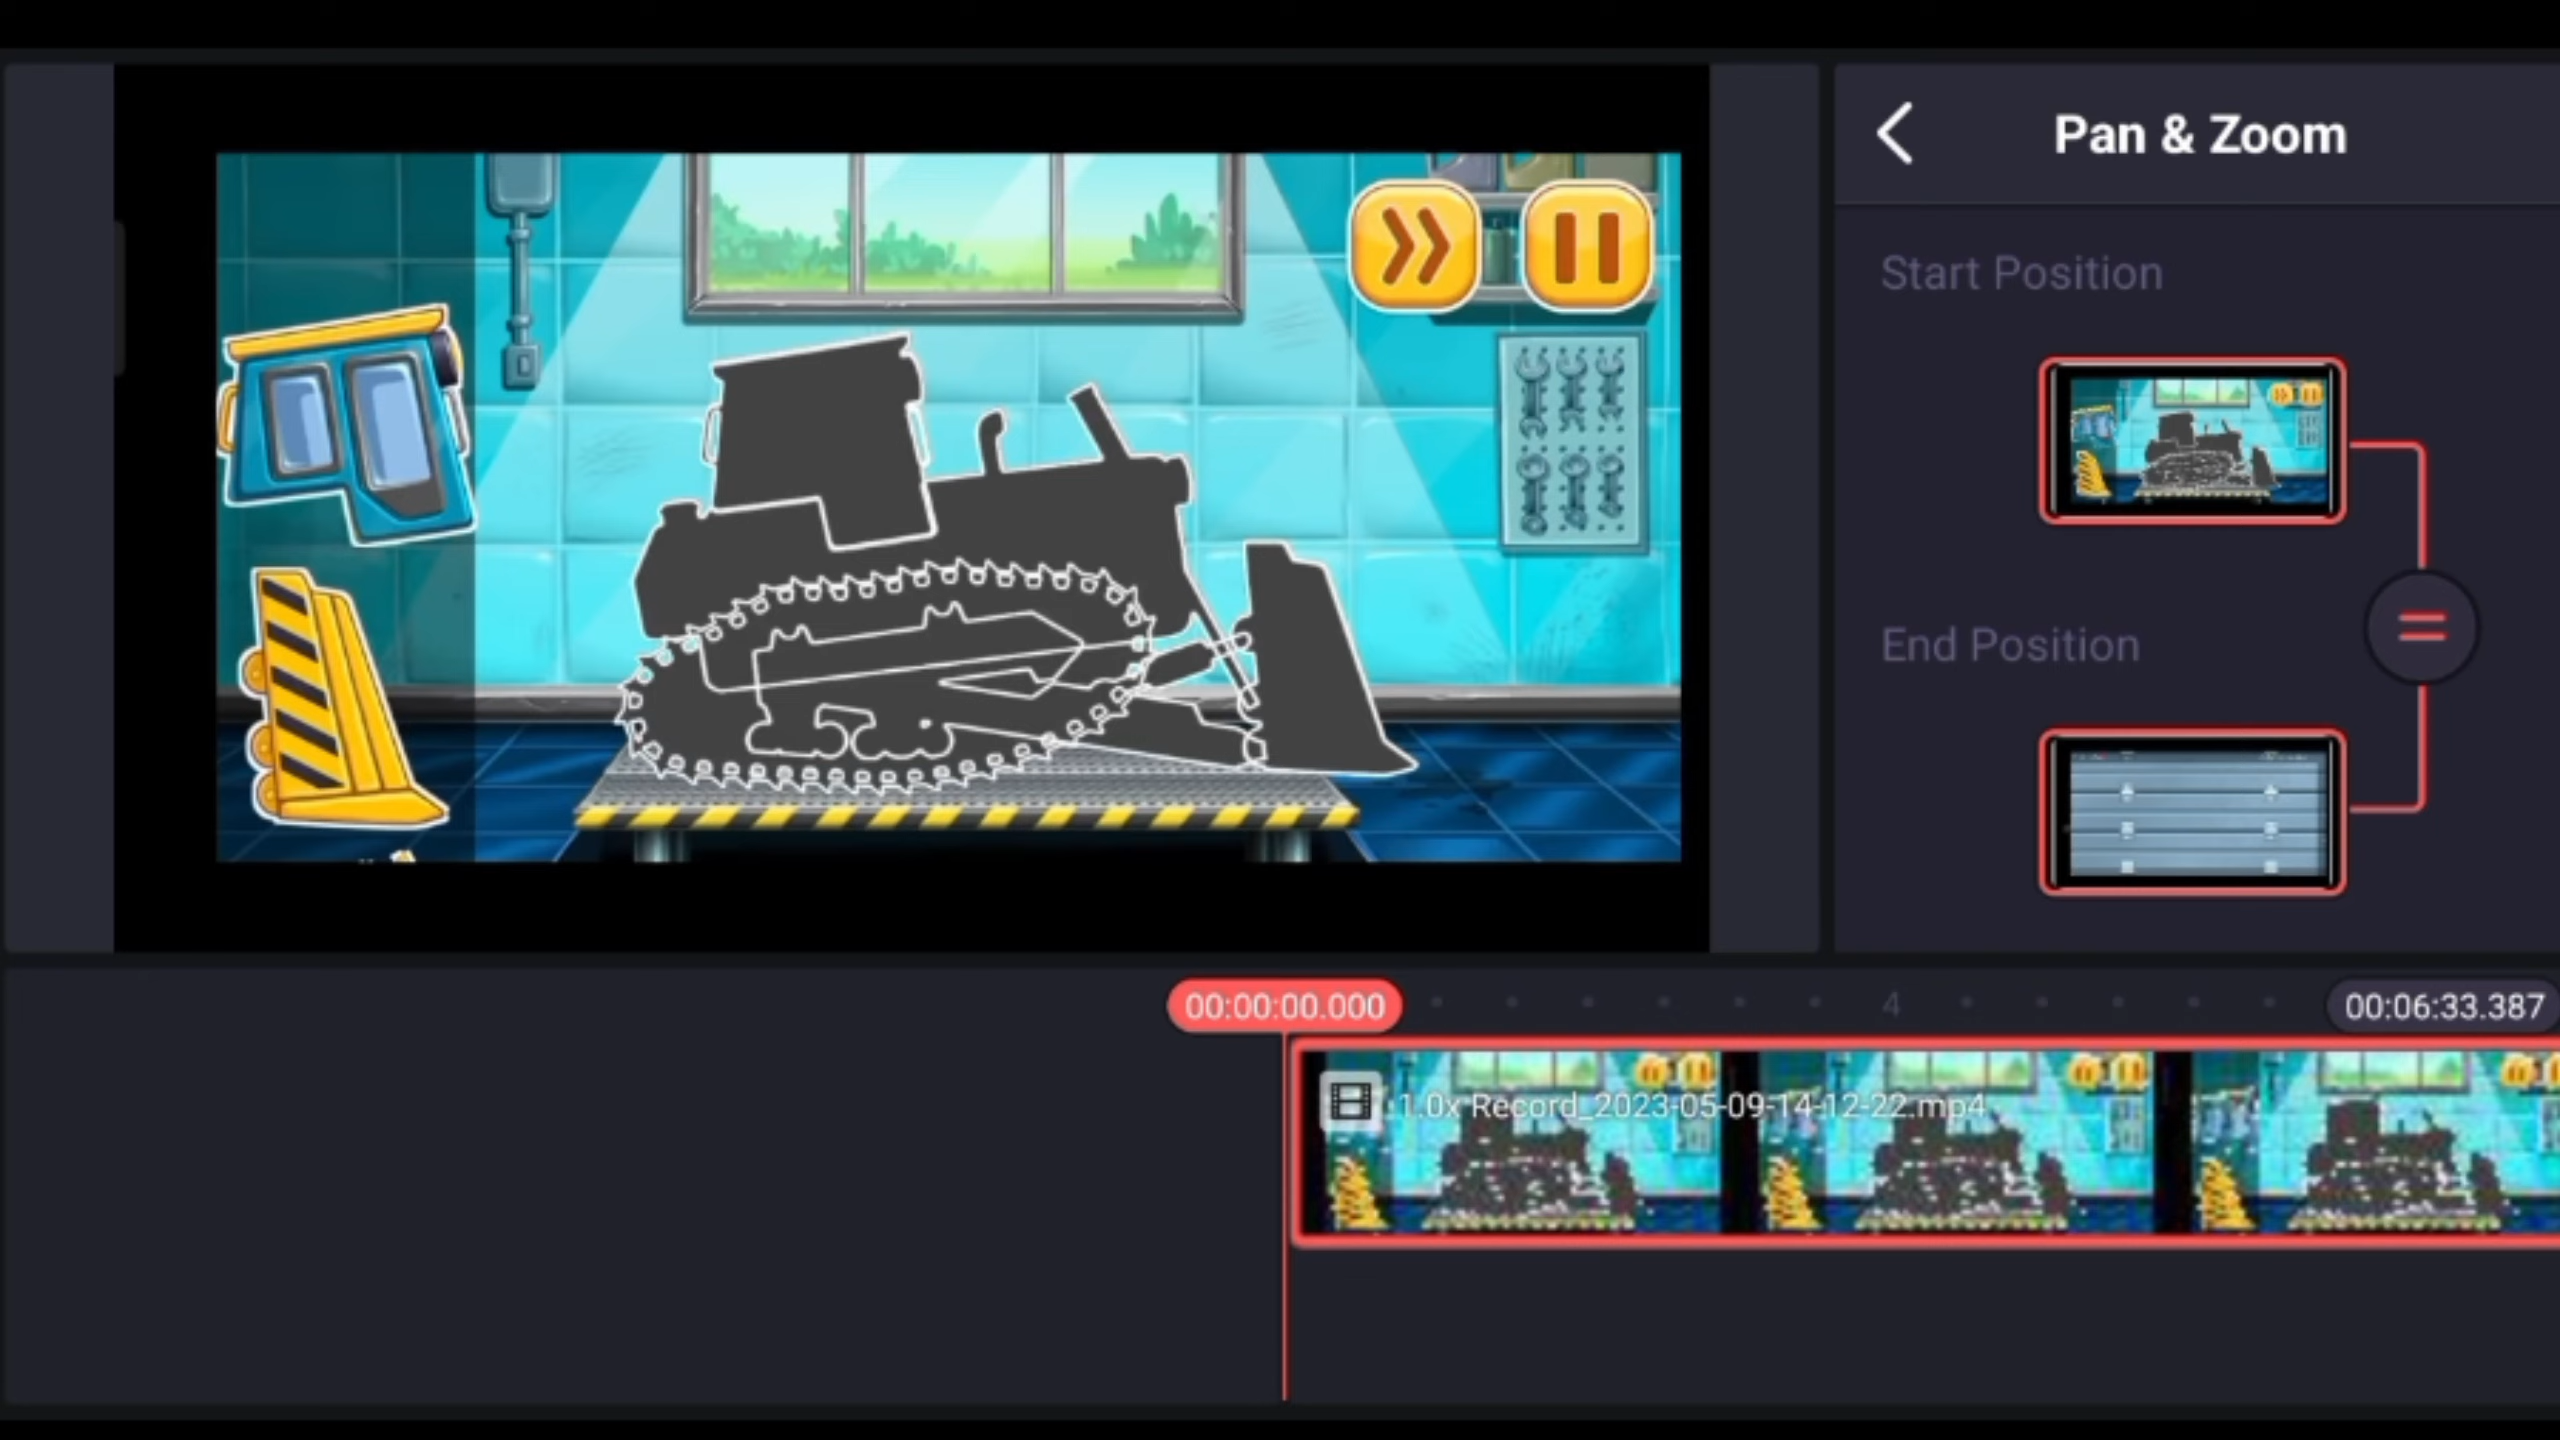 Pan & Zoom
Start Position
End Position
00:00:00.000
4
00:06:33.387
1.0x Record_2023-05-09-14-12-22.mp4